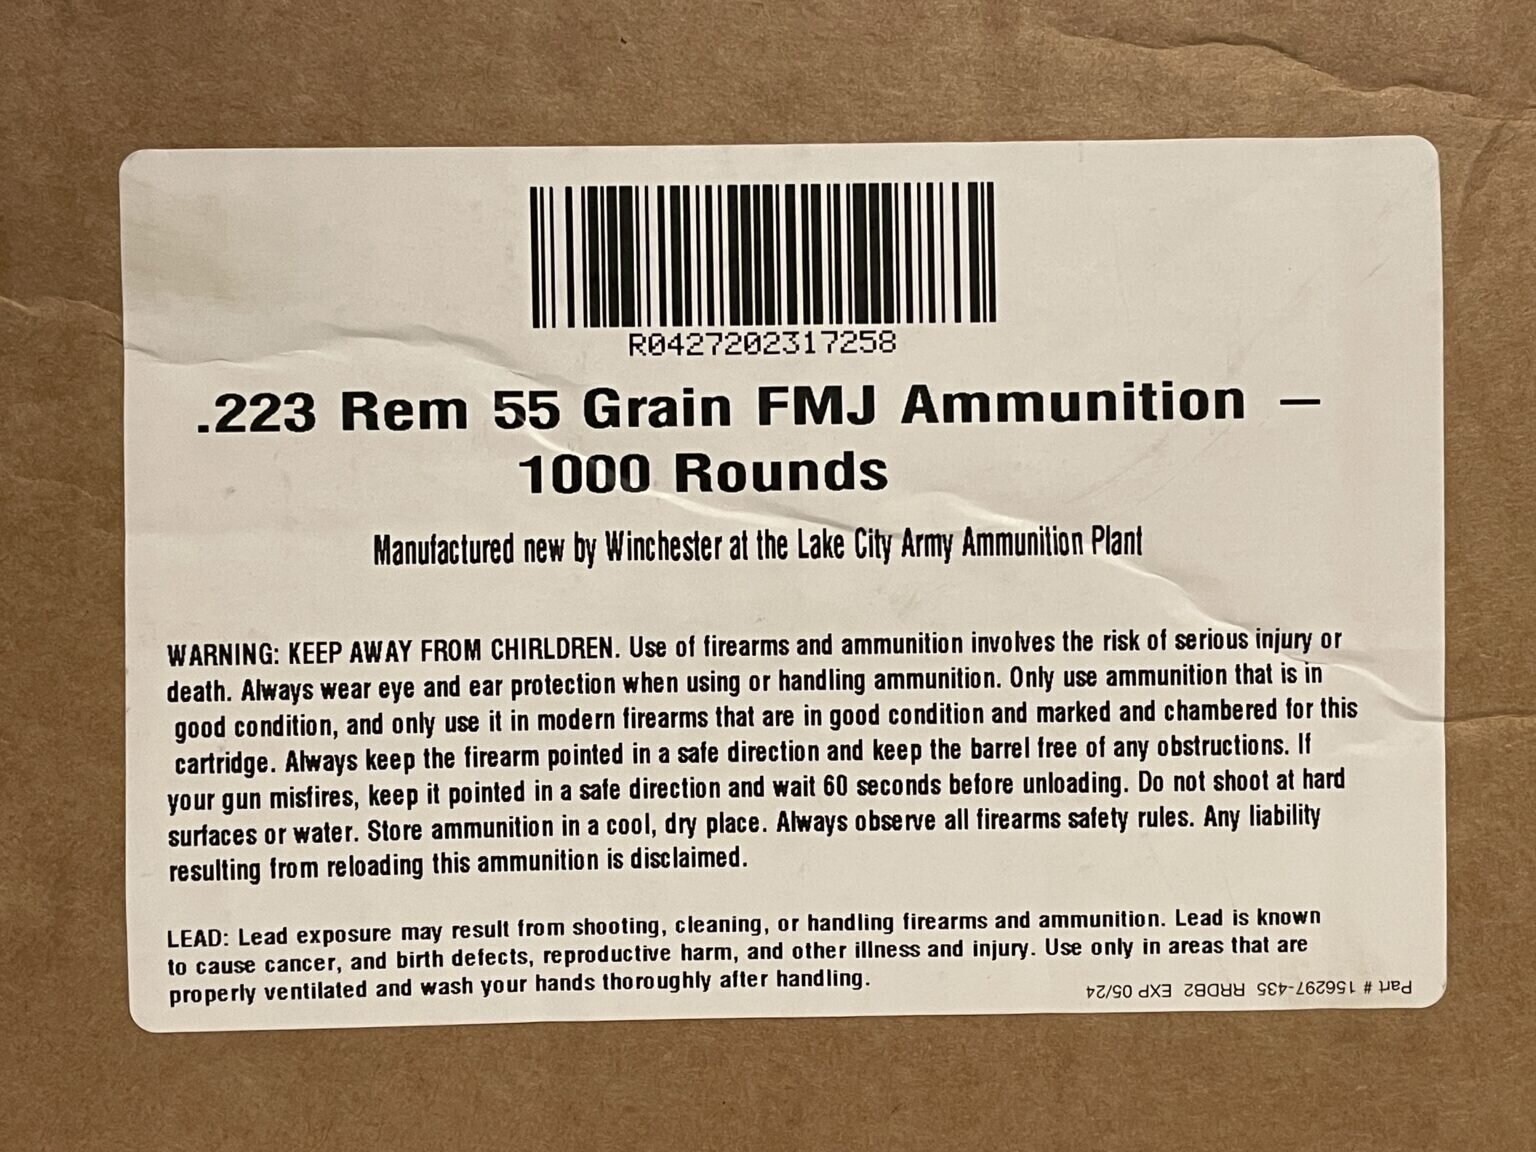 R0427202317258
.223 Rem 55 Grain FMJ Ammunition —
1000 Rounds
Manufactured new by Winchester at the Lake City Army Ammunition Plant
WARNING: KEEP AWAY FROM CHIRLDREN. Use of firearms and ammunition involves the risk of serious injury or
death. Always wear eye and ear protection when using or handling ammunition. Only use ammunition that is in
good condition, and only use it in modern firearms that are in good condition and marked and chambered for this
cartridge. Always keep the firearm pointed in a safe direction and keep the barrel free of any obstructions. If
your gun misfires, keep it pointed in a safe direction and wait 60 seconds before unloading. Do not shoot at hard
surfaces or water. Store ammunition in a cool, dry place. Always observe all firearms safety rules. Any liability
resulting from reloading this ammunition is disclaimed.
LEAD: Lead exposure may result from shooting, cleaning, or handling firearms and ammunition. Lead is known
to cause cancer, and birth defects, reproductive harm, and other illness and injury. Use only in areas that are
properly ventilated and wash your hands thoroughly after handling.
Part # 156297-435 RRDB2 EXP 05/24